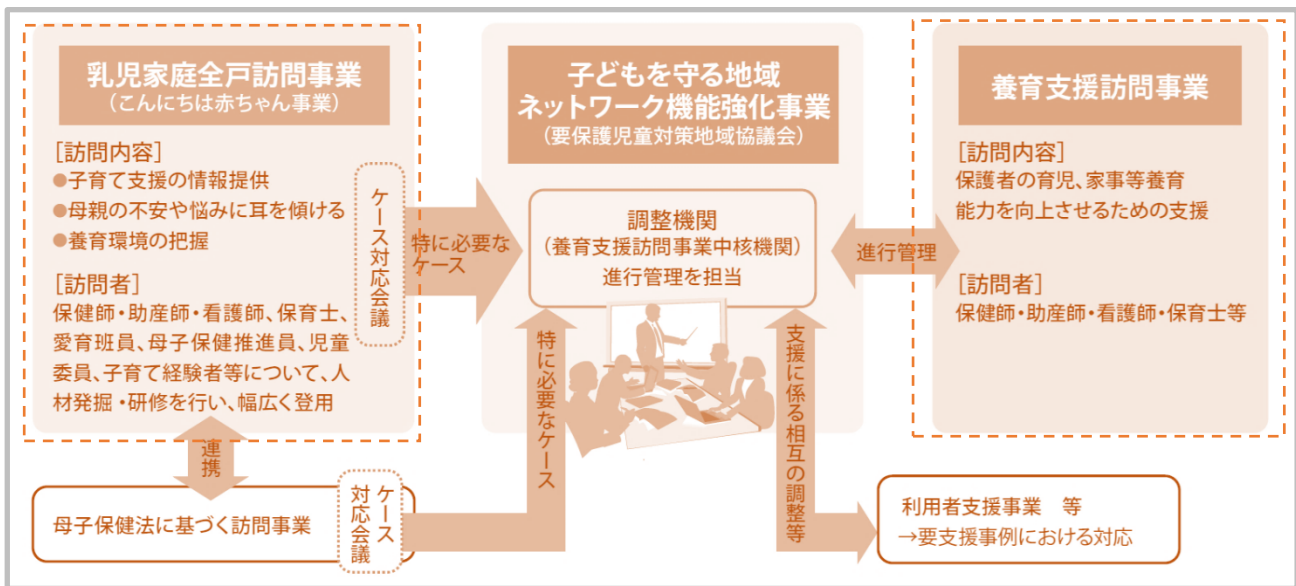 乳児家庭全戸訪問事業
（こんにちは赤ちゃん事業）
［訪問内容］
●子育て支援の情報提供
●母親の不安や悩みに耳を傾ける
●養育環境の把握
［訪問者］
保健師・助産師・看護師、保育士、
愛育班員、母子保健推進員、児童
委員、子育て経験者等について、人
材発掘・研修を行い、幅広く登用
ケース対応会議
特に必要な
ケース
子どもを守る地域
ネットワーク機能強化事業
（要保護児童対策地域協議会）
調整機関
（養育支援訪問事業中核機関）
進行管理を担当
進行管理
養育支援訪問事業
［訪問内容］
保護者の育児、家事等養育
能力を向上させるための支援
［訪問者］
保健師・助産師・看護師・保育士等
連携
母子保健法に基づく訪問事業
ケース
対応会議
特に必要なケース
支援に係る相互の調整等
利用者支援事業　等
→要支援事例における対応